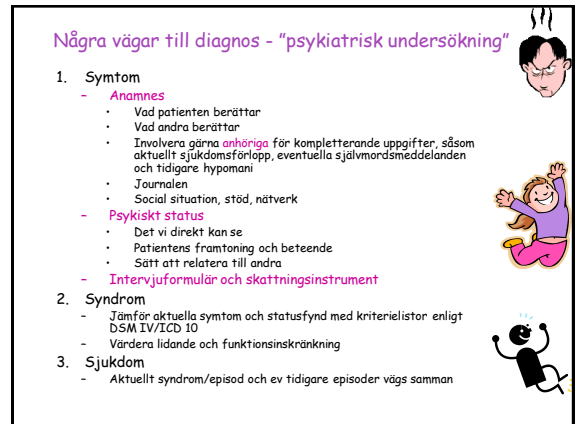 Några vägar till diagnos - ”psykiatrisk undersökning”
1. Symtom
– Anamnes
• Vad patienten berättar
• Vad andra berättar
• Involvera gärna anhöriga för kompletterande uppgifter, såsom
aktuellt sjukdomsförlopp, eventuella självmordsmeddelanden
och tidigare hypomani
• Journalen
• Social situation, stöd, nätverk
– Psykiskt status
• Det vi direkt kan se
• Patientens framtoning och beteende
• Sätt att relatera till andra
– Intervjuformulär och skattningsinstrument
2. Syndrom
– Jämför aktuella symtom och statusfynd med kriterielistor enligt
DSM IV/ICD 10
– Värdera lidande och funktionsinskränkning
3. Sjukdom
– Aktuellt syndrom/episod och ev tidigare episoder vägs samman